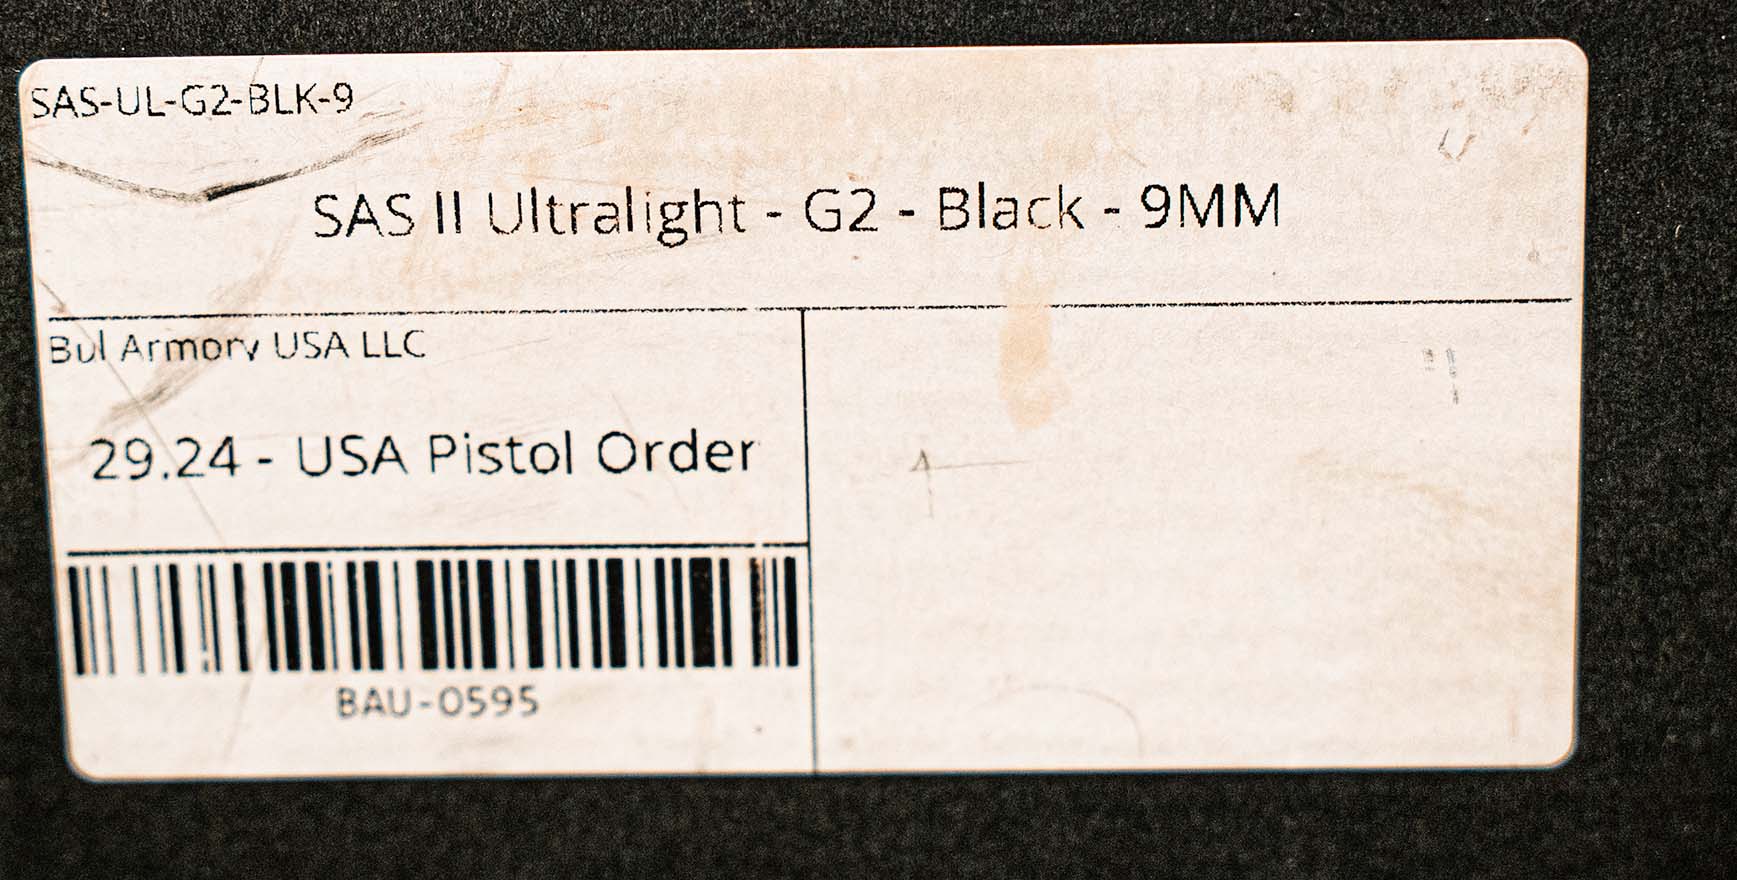 SAS-UL-G2-BLK-9
SAS II Ultralight - G2 - Black - 9MM
Bul Armory USA LLC
29.24 - USA Pistol Order
BAU-0595